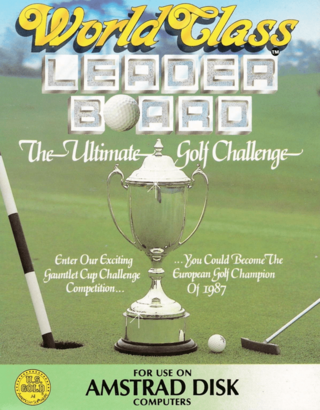 World Class
TM
LEADER
BOARD
The Ultimate Golf Challenge
Enter Our Exciting
Gauntlet Cup Challenge
Competition...
...You Could Become The
European Golf Champion
Of 1987
U.S.
GOLD
FOR USE ON
AMSTRAD DISK
COMPUTERS